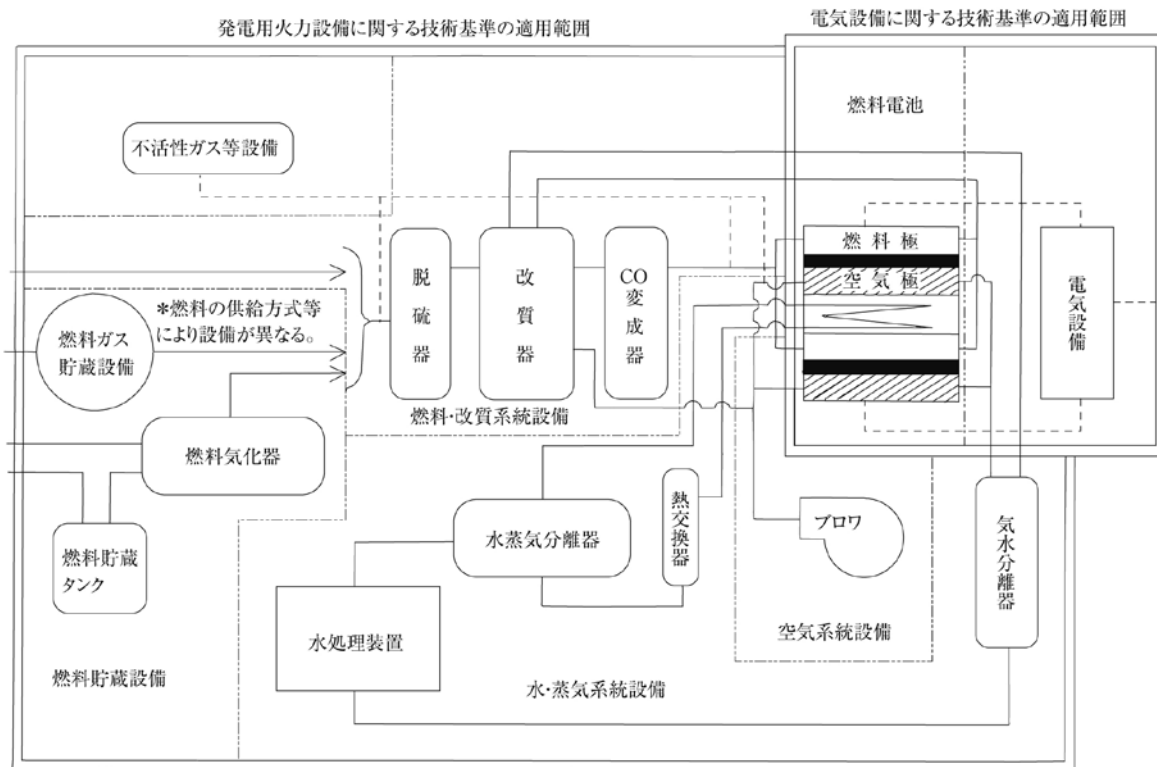 発電用火力設備に関する技術基準の適用範囲
電気設備に関する技術基準の適用範囲
燃料電池
不活性ガス等設備
燃料極
空気極
脱硫器
改質器
CO変成器
電気設備
*燃料の供給方式等
により設備が異なる。
燃料ガス
貯蔵設備
燃料・改質系統設備
燃料気化器
熱交換器
水蒸気分離器
ブロワ
気水分離器
燃料貯蔵
タンク
空気系統設備
水処理装置
燃料貯蔵設備
水・蒸気系統設備